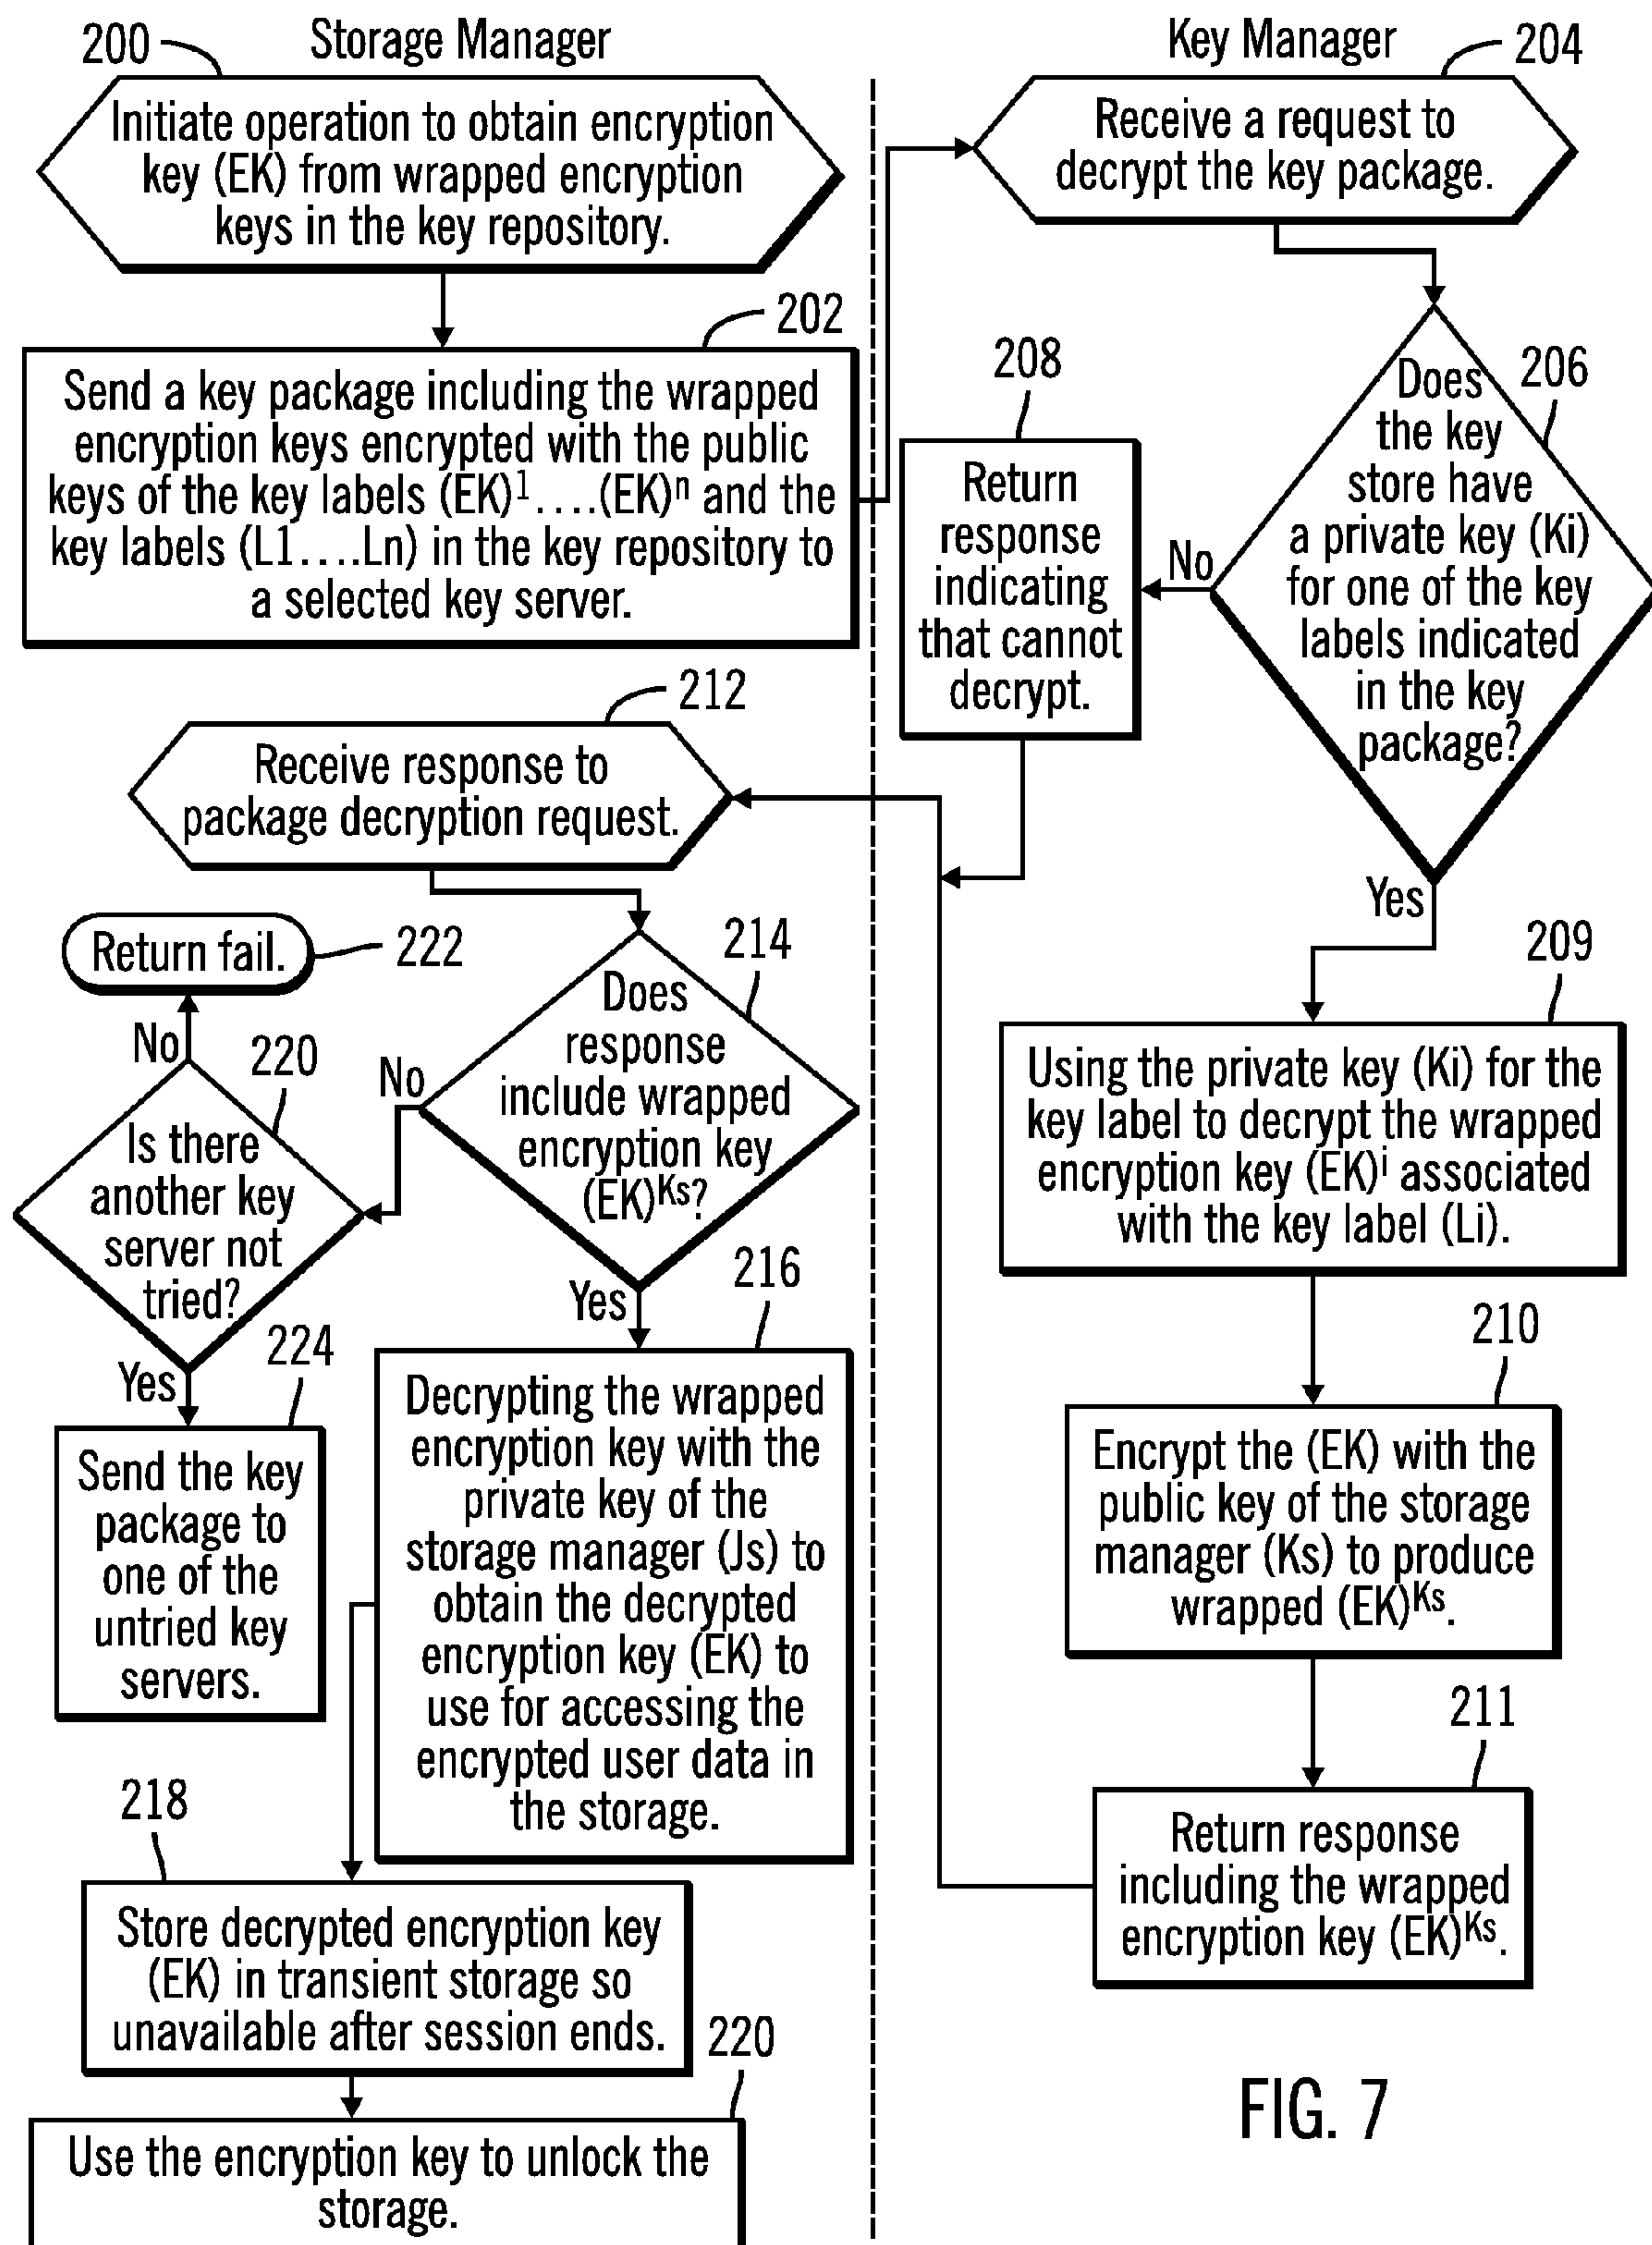 200
Storage Manager
Initiate operation to obtain encryption
key (EK) from wrapped encryption
keys in the key repository.
202
Send a key package including the wrapped
encryption keys encrypted with the public
keys of the key labels (EK)¹....(EK)ⁿ and the
key labels (L1....Ln) in the key repository to
a selected key server.
Key Manager
204
Receive a request to
decrypt the key package.
206
Does
the key
store have
a private key (Ki)
for one of the key
labels indicated
in the key
package?
No
208
Return
response
indicating
that cannot
decrypt.
Yes
209
Using the private key (Ki) for the
key label to decrypt the wrapped
encryption key (EK)ⁱ associated
with the key label (Li).
210
Encrypt the (EK) with the
public key of the storage
manager (Ks) to produce
wrapped (EK)ᴷˢ.
211
Return response
including the wrapped
encryption key (EK)ᴷˢ.
212
Receive response to
package decryption request.
214
Does
response
include wrapped
encryption key
(EK)ᴷˢ?
No
220
Is there
another key
server not
tried?
No
Return fail.
222
Yes
224
Send the key
package to
one of the
untried key
servers.
Yes
216
Decrypting the wrapped
encryption key with the
private key of the
storage manager (Js) to
obtain the decrypted
encryption key (EK) to
use for accessing the
encrypted user data in
the storage.
218
Store decrypted encryption key
(EK) in transient storage so
unavailable after session ends.
220
Use the encryption key to unlock the
storage.
FIG. 7